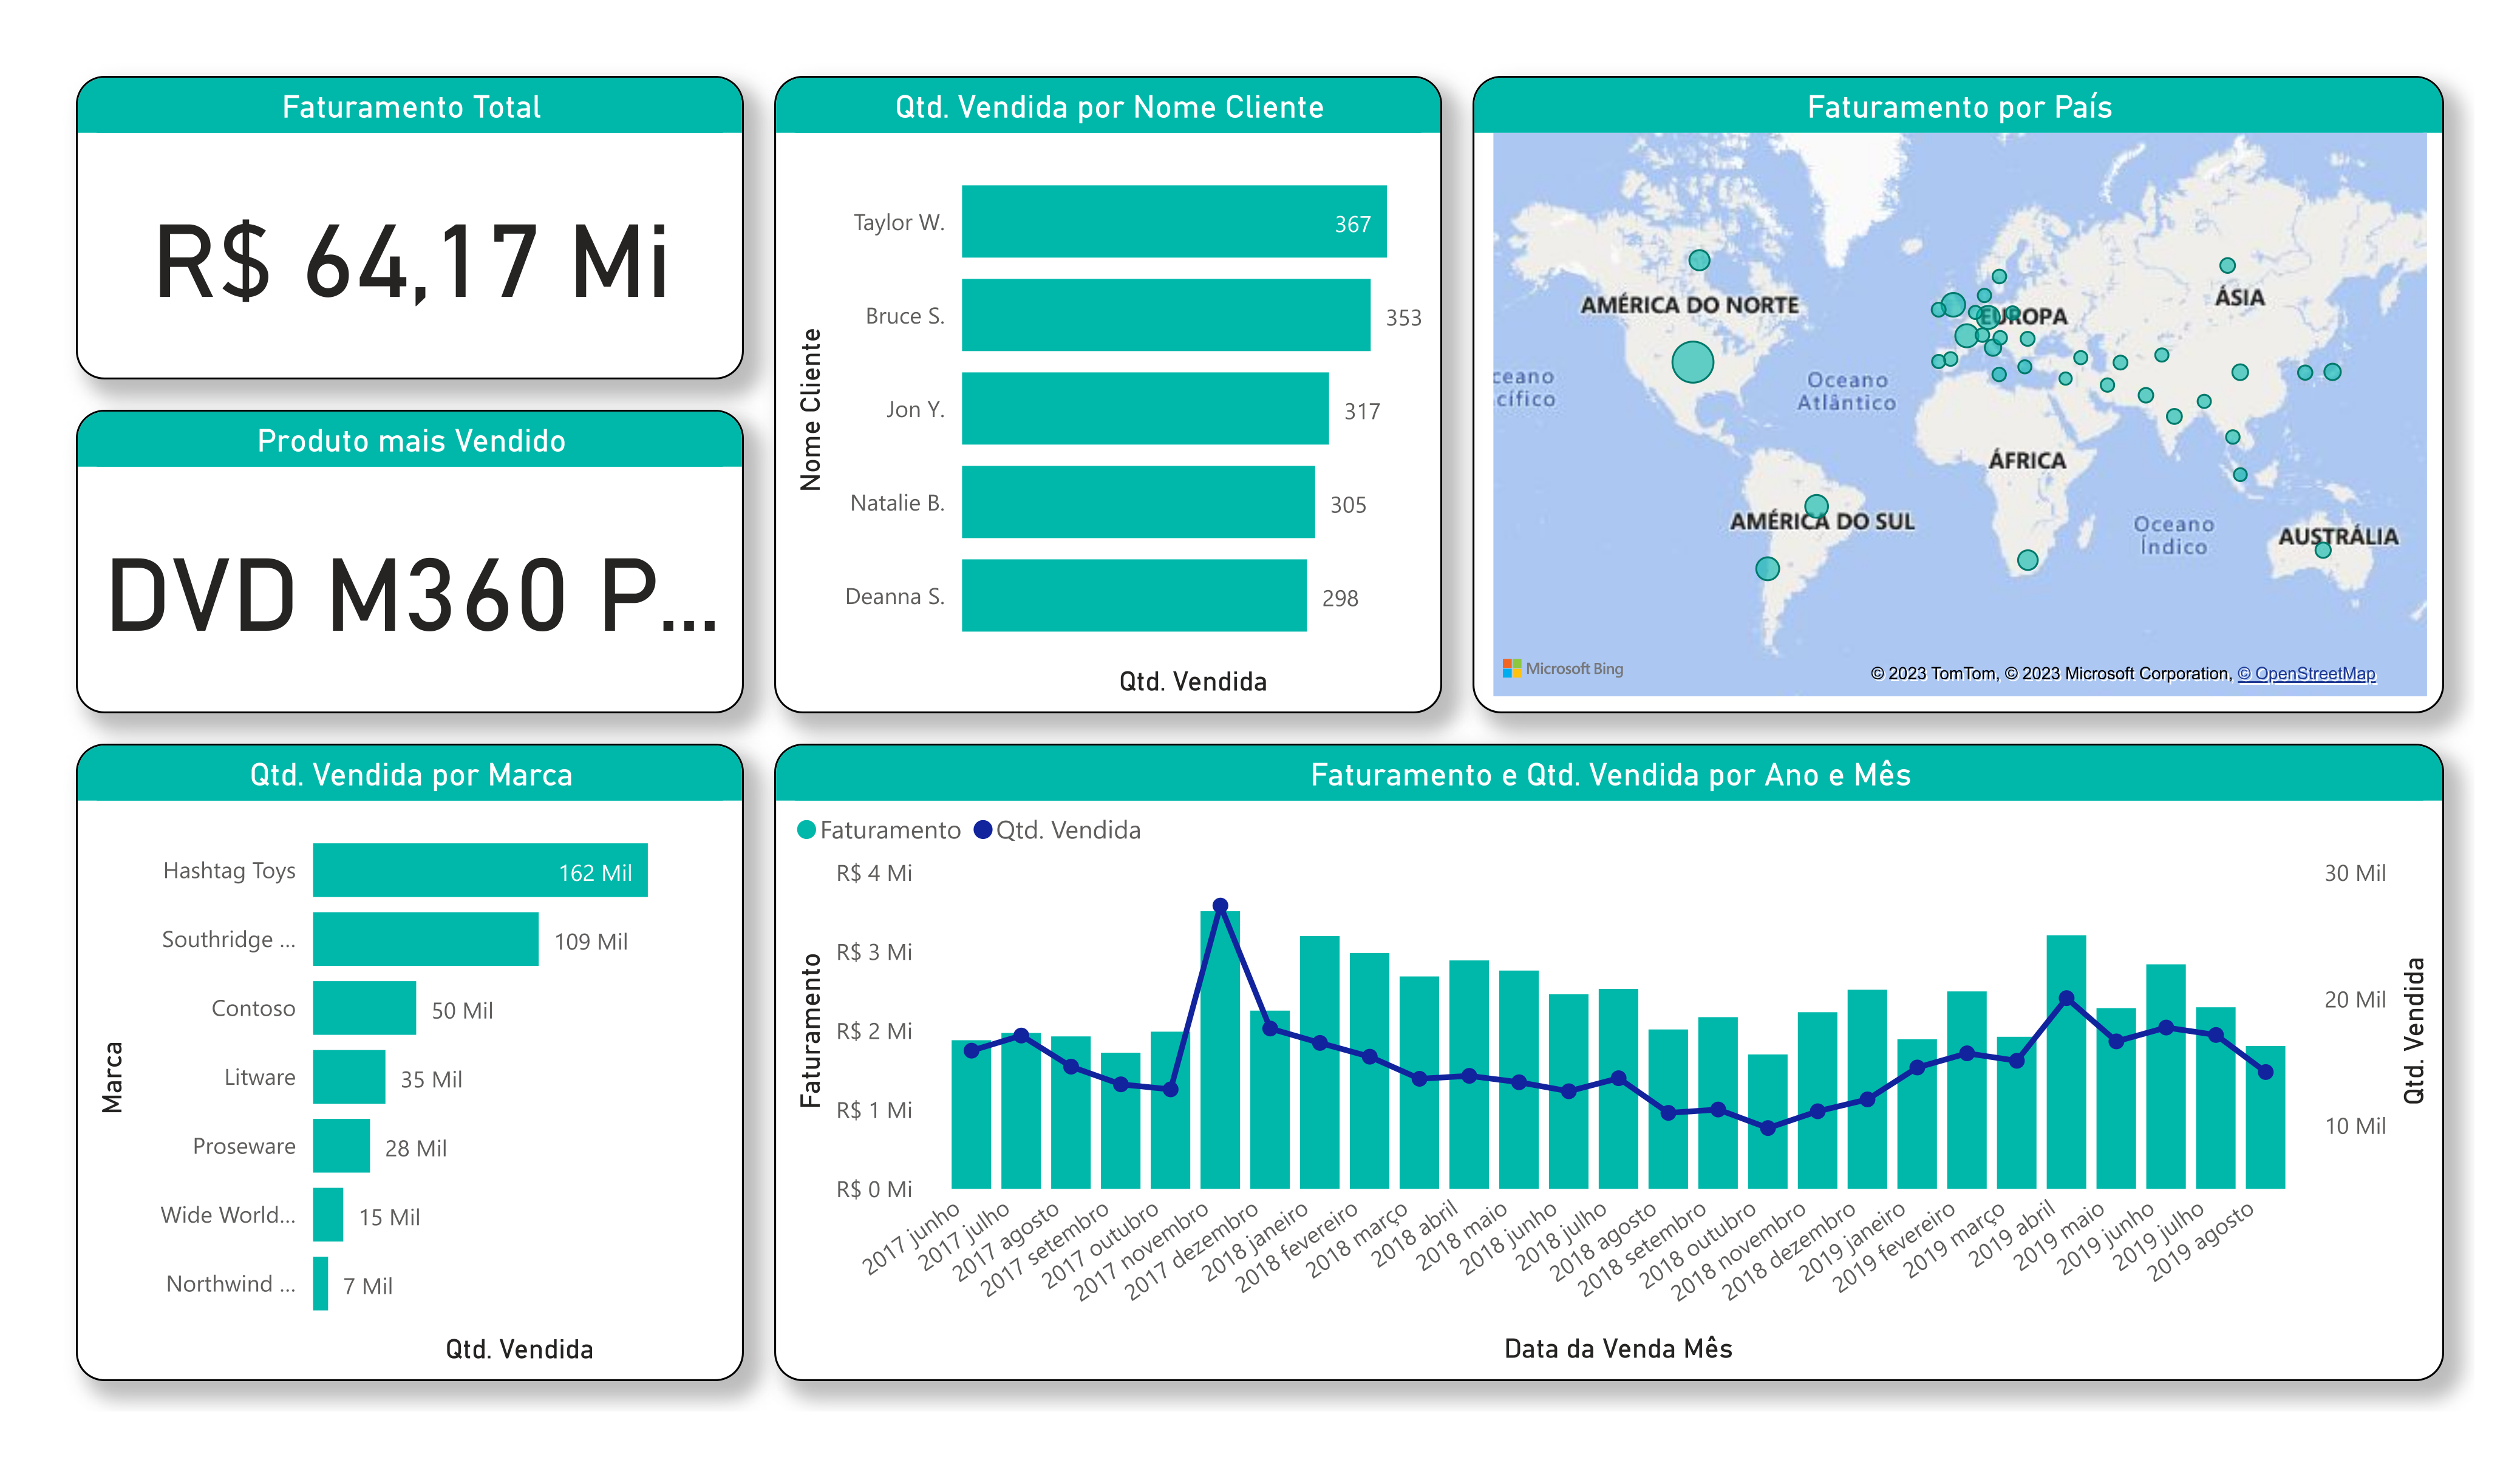 Faturamento Total
R$ 64,17 Mi
Produto mais Vendido
DVD M360 P...
Qtd. Vendida por Nome Cliente
Nome Cliente
Taylor W.
367
Bruce S.
353
Jon Y.
317
Natalie B.
305
Deanna S.
298
Qtd. Vendida
Faturamento por País
AMÉRICA DO NORTE
EUROPA
ÁSIA
ceano
cífico
Oceano
Atlântico
ÁFRICA
AMÉRICA DO SUL
Oceano
Índico
AUSTRÁLIA
Microsoft Bing
© 2023 TomTom, © 2023 Microsoft Corporation, © OpenStreetMap
Qtd. Vendida por Marca
Marca
Hashtag Toys
162 Mil
Southridge ...
109 Mil
Contoso
50 Mil
Litware
35 Mil
Proseware
28 Mil
Wide World...
15 Mil
Northwind ...
7 Mil
Qtd. Vendida
Faturamento e Qtd. Vendida por Ano e Mês
Faturamento
Qtd. Vendida
Faturamento
R$ 4 Mi
R$ 3 Mi
R$ 2 Mi
R$ 1 Mi
R$ 0 Mi
30 Mil
20 Mil
10 Mil
Qtd. Vendida
2017 junho
2017 julho
2017 agosto
2017 setembro
2017 outubro
2017 novembro
2017 dezembro
2018 janeiro
2018 fevereiro
2018 março
2018 abril
2018 maio
2018 junho
2018 julho
2018 agosto
2018 setembro
2018 outubro
2018 novembro
2018 dezembro
2019 janeiro
2019 fevereiro
2019 março
2019 abril
2019 maio
2019 junho
2019 julho
2019 agosto
Data da Venda Mês